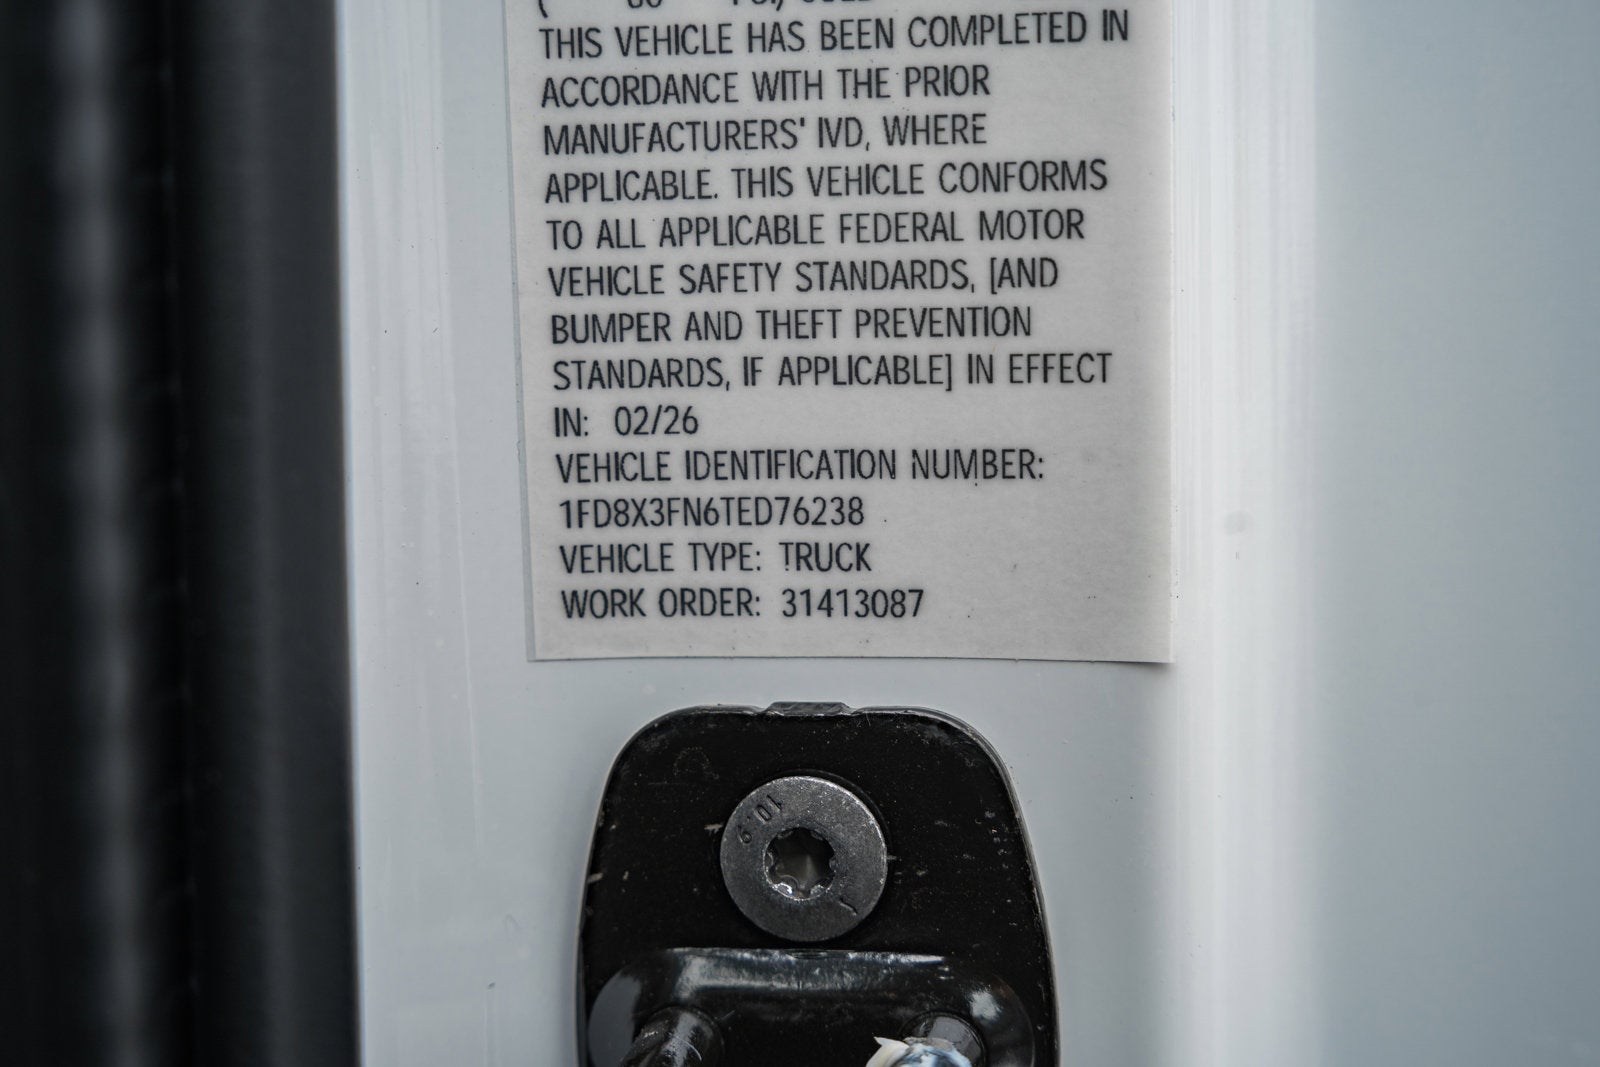 THIS VEHICLE HAS BEEN COMPLETED IN
ACCORDANCE WITH THE PRIOR
MANUFACTURERS' IVD, WHERE
APPLICABLE. THIS VEHICLE CONFORMS
TO ALL APPLICABLE FEDERAL MOTOR
VEHICLE SAFETY STANDARDS, [AND
BUMPER AND THEFT PREVENTION
STANDARDS, IF APPLICABLE] IN EFFECT
IN: 02/26
VEHICLE IDENTIFICATION NUMBER:
1FD8X3FN6TED76238
VEHICLE TYPE: TRUCK
WORK ORDER: 31413087
10.9